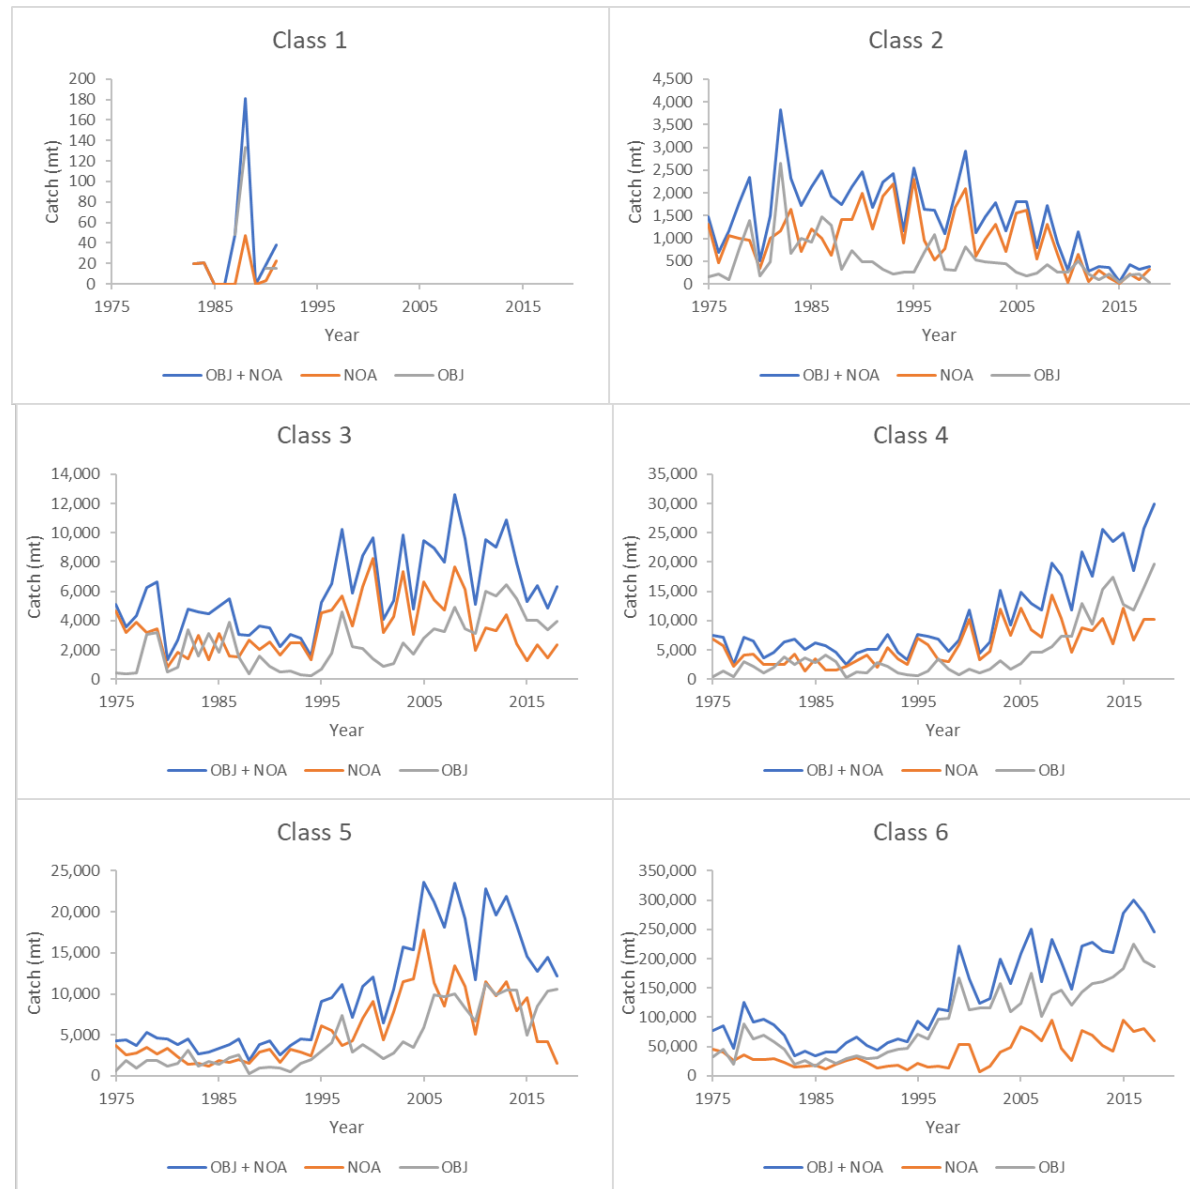 Class 1
Catch (mt)
200
180
160
140
120
100
80
60
40
20
0
1975 1985 1995 2005 2015
Year
OBJ + NOA NOA OBJ
Class 2
Catch (mt)
4,500
4,000
3,500
3,000
2,500
2,000
1,500
1,000
500
0
1975 1985 1995 2005 2015
Year
OBJ + NOA NOA OBJ
Class 3
Catch (mt)
14,000
12,000
10,000
8,000
6,000
4,000
2,000
0
1975 1985 1995 2005 2015
Year
OBJ + NOA NOA OBJ
Class 4
Catch (mt)
35,000
30,000
25,000
20,000
15,000
10,000
5,000
0
1975 1985 1995 2005 2015
Year
OBJ + NOA NOA OBJ
Class 5
Catch (mt)
25,000
20,000
15,000
10,000
5,000
0
1975 1985 1995 2005 2015
Year
OBJ + NOA NOA OBJ
Class 6
Catch (mt)
350,000
300,000
250,000
200,000
150,000
100,000
50,000
0
1975 1985 1995 2005 2015
Year
OBJ + NOA NOA OBJ